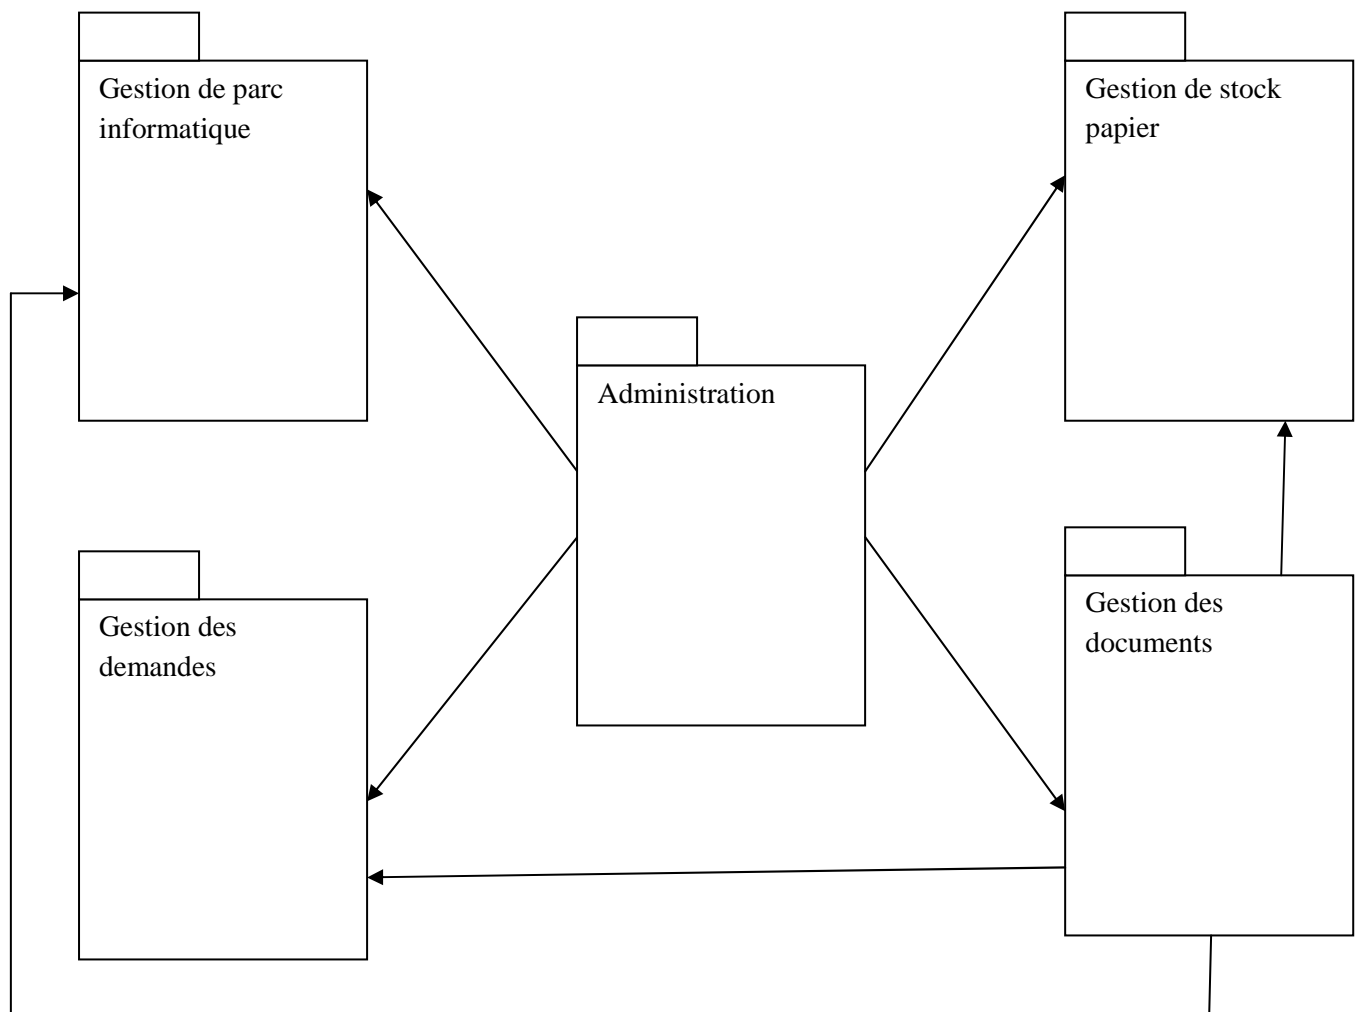 Gestion de parc
informatique
Gestion de stock
papier
Administration
Gestion des
demandes
Gestion des
documents